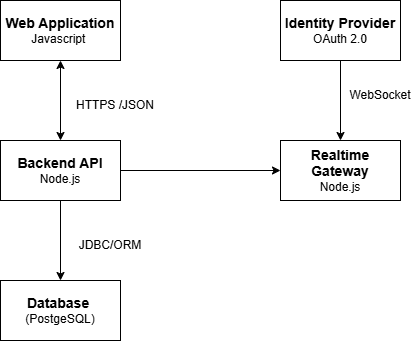 Web Application
Javascript
Identity Provider
OAuth 2.0
HTTPS /JSON
WebSocket
Backend API
Node.js
Realtime
Gateway
Node.js
JDBC/ORM
Database
(PostgeSQL)